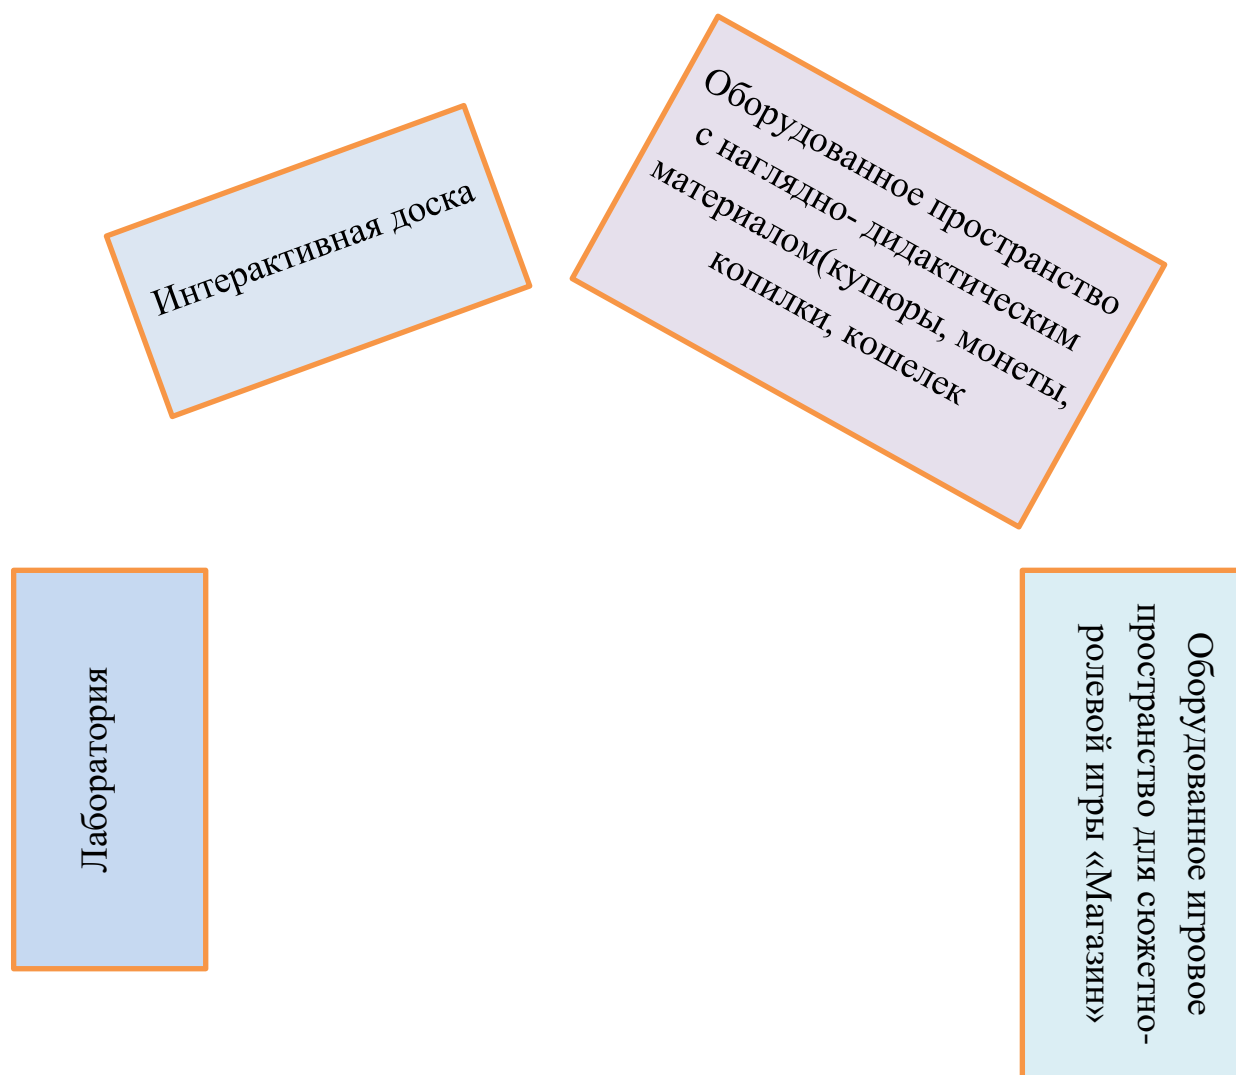 Интерактивная доска
Оборудованное пространство
с наглядно- дидактическим
материалом(купюры, монеты,
копилки, кошелек
Лаборатория
Оборудованное игровое
пространство для сюжетно-
ролевой игры «Магазин»